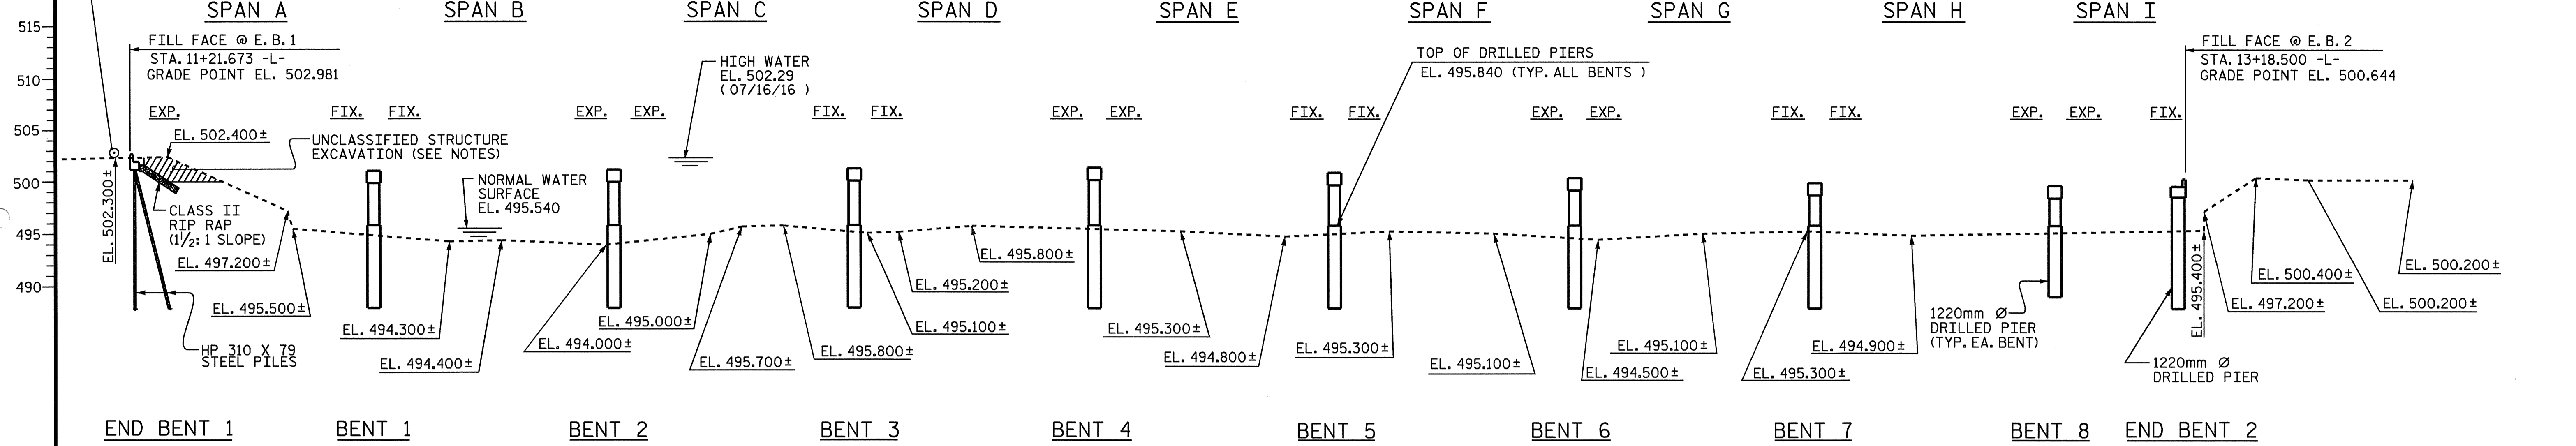 SPAN A
SPAN B
SPAN C
SPAN D
SPAN E
SPAN F
SPAN G
SPAN H
SPAN I
515
510
505
500
495
490
FILL FACE @ E.B.1
STA. 11+21.673 -L-
GRADE POINT EL. 502.981
HIGH WATER
EL. 502.29
( 07/16/16 )
TOP OF DRILLED PIERS
EL. 495.840 (TYP. ALL BENTS )
FILL FACE @ E.B.2
STA. 13+18.500 -L-
GRADE POINT EL. 500.644
EXP.
FIX.
FIX.
EXP.
EXP.
FIX.
FIX.
EXP.
EXP.
FIX.
FIX.
EXP.
EXP.
FIX.
FIX.
EXP.
EXP.
FIX.
EL. 502.400±
UNCLASSIFIED STRUCTURE
EXCAVATION (SEE NOTES)
EL. 502.300±
NORMAL WATER
SURFACE
EL. 495.540
CLASS II
RIP RAP
(1½: 1 SLOPE)
EL. 497.200±
EL. 495.500±
HP 310 X 79
STEEL PILES
EL. 494.300±
EL. 494.400±
EL. 494.000±
EL. 495.000±
EL. 495.700±
EL. 495.800±
EL. 495.100±
EL. 495.200±
EL. 495.800±
EL. 495.300±
EL. 494.800±
EL. 495.300±
EL. 495.100±
EL. 494.500±
EL. 495.100±
EL. 495.300±
EL. 494.900±
1220mm Ø
DRILLED PIER
(TYP. EA. BENT)
1220mm Ø
DRILLED PIER
EL. 495.400±
EL. 497.200±
EL. 500.400±
EL. 500.200±
EL. 500.200±
END BENT 1
BENT 1
BENT 2
BENT 3
BENT 4
BENT 5
BENT 6
BENT 7
BENT 8
END BENT 2